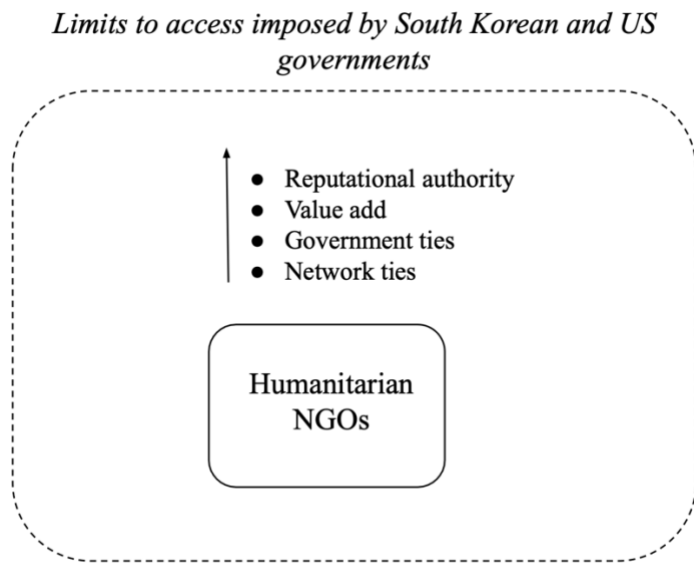 Limits to access imposed by South Korean and US
governments
● Reputational authority
● Value add
● Government ties
● Network ties
Humanitarian
NGOs